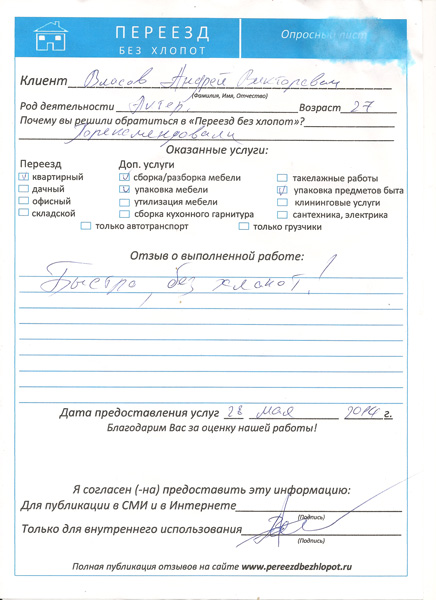 ПЕРЕЕЗД
БЕЗ ХЛОПОТ
Опросный лист
Клиент Власов Андрей Викторович
(Фамилия, Имя, Отчество)
Род деятельности Актер. Возраст 27
Почему вы решили обратиться в «Переезд без хлопот»?
Порекомендовали
Оказанные услуги:
Переезд Доп. услуги
квартирный сборка/разборка мебели такелажные работы
дачный упаковка мебели упаковка предметов быта
офисный утилизация мебели клининговые услуги
складской сборка кухонного гарнитура сантехника, электрика
только автотранспорт только грузчики
Отзыв о выполненной работе:
Быстро, без хлопот!
Дата предоставления услуг 28 мая 2014 г.
Благодарим Вас за оценку нашей работы!
Я согласен (-на) предоставить эту информацию:
Для публикации в СМИ и в Интернете
(Подпись)
Только для внутреннего использования
(Подпись)
Полная публикация отзывов на сайте www.pereezdbezhlopot.ru